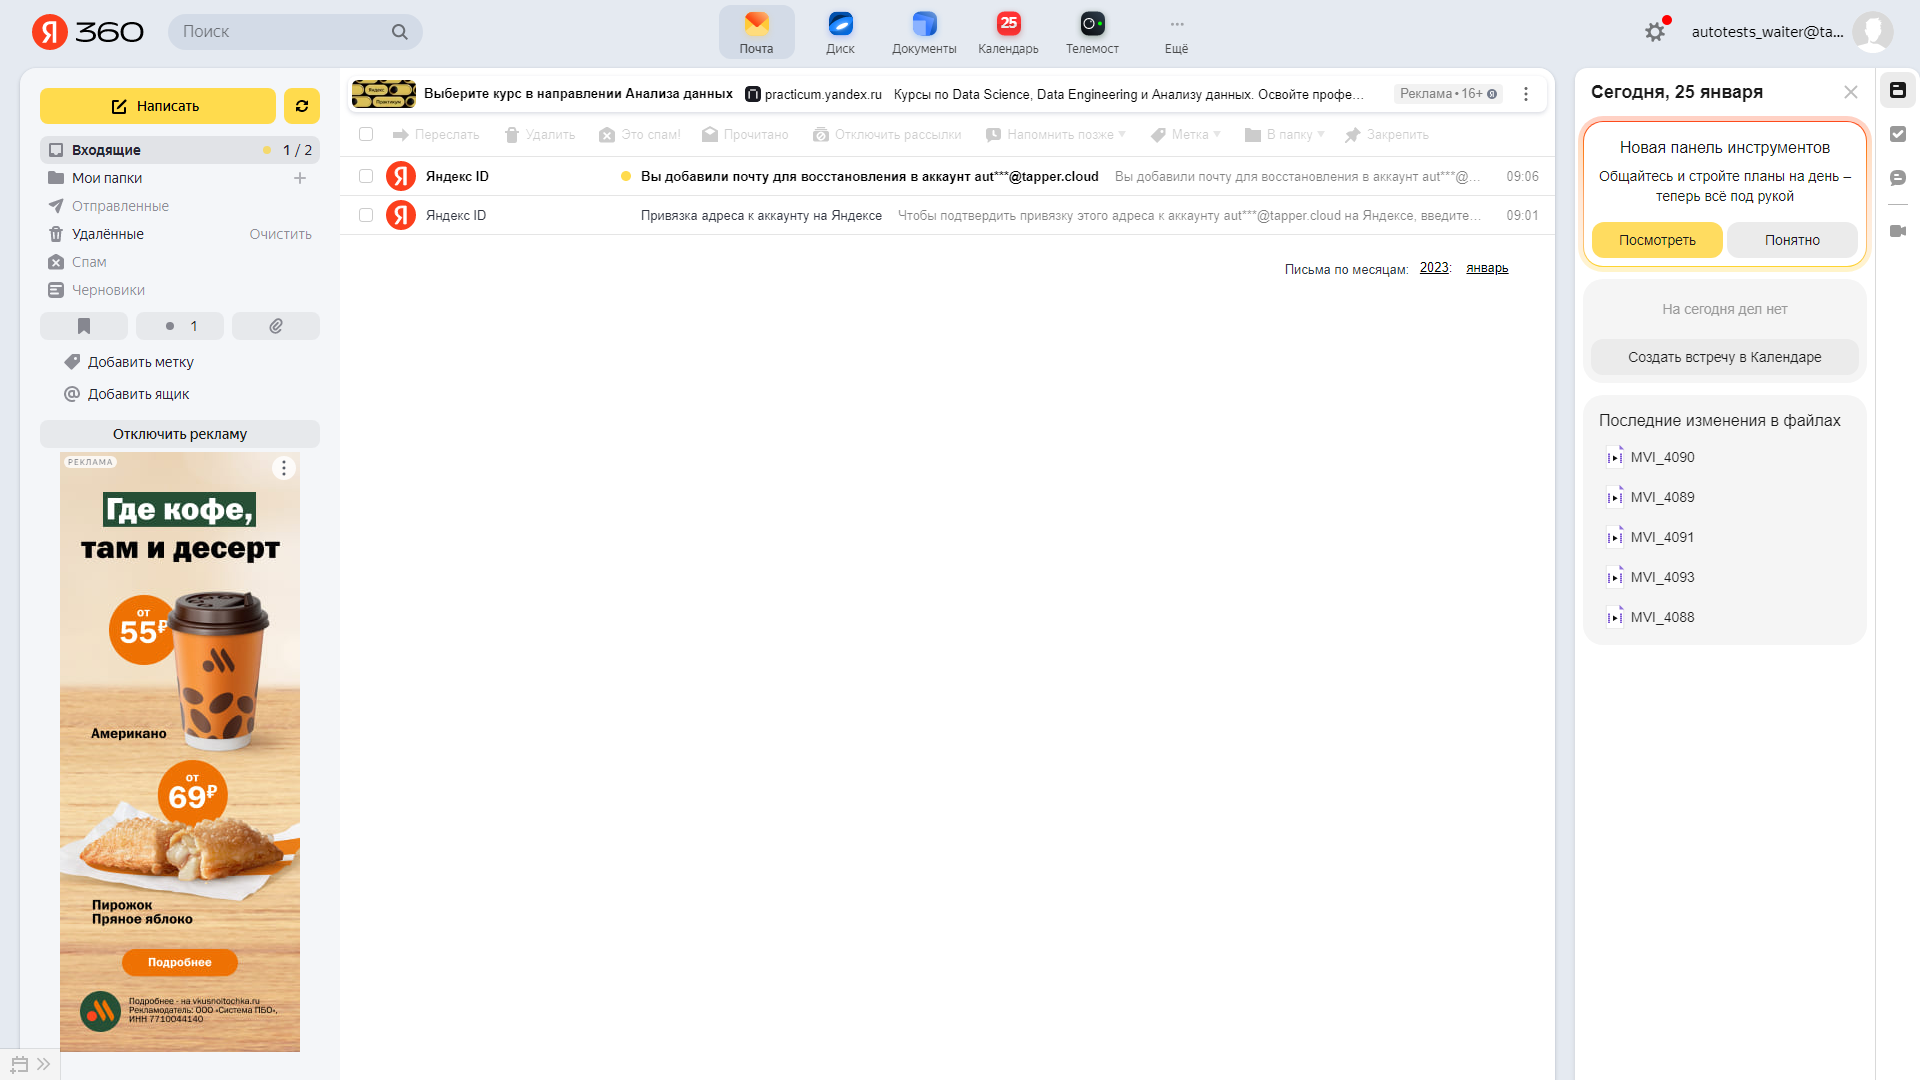 Я 360
Поиск
Почта
Диск
Документы
25
Календарь
Телемост
Ещё
autotests_waiter@ta...
Написать
Входящие 1 / 2
Мои папки
Отправленные
Удалённые Очистить
Спам
Черновики
1
Добавить метку
Добавить ящик
Отключить рекламу
РЕКЛАМА
Где кофе,
там и десерт
от
55₽
Американо
от
69₽
Пирожок
Пряное яблоко
Подробнее
Подробнее - на vkusnoitochka.ru
Рекламодатель: ООО «Система ПБО»,
ИНН 7710044140
Яндекс
Практикум
Выберите курс в направлении Анализа данных practicum.yandex.ru Курсы по Data Science, Data Engineering и Анализу данных. Освойте профе... Реклама • 16+
Переслать Удалить Это спам! Прочитано Отключить рассылки Напомнить позже Метка В папку Закрепить
Я Яндекс ID Вы добавили почту для восстановления в аккаунт aut***@tapper.cloud Вы добавили почту для восстановления в аккаунт aut***@... 09:06
Я Яндекс ID Привязка адреса к аккаунту на Яндексе Чтобы подтвердить привязку этого адреса к аккаунту aut***@tapper.cloud на Яндексе, введите... 09:01
Письма по месяцам: 2023: январь
Сегодня, 25 января
Новая панель инструментов
Общайтесь и стройте планы на день –
теперь всё под рукой
Посмотреть Понятно
На сегодня дел нет
Создать встречу в Календаре
Последние изменения в файлах
MVI_4090
MVI_4089
MVI_4091
MVI_4093
MVI_4088